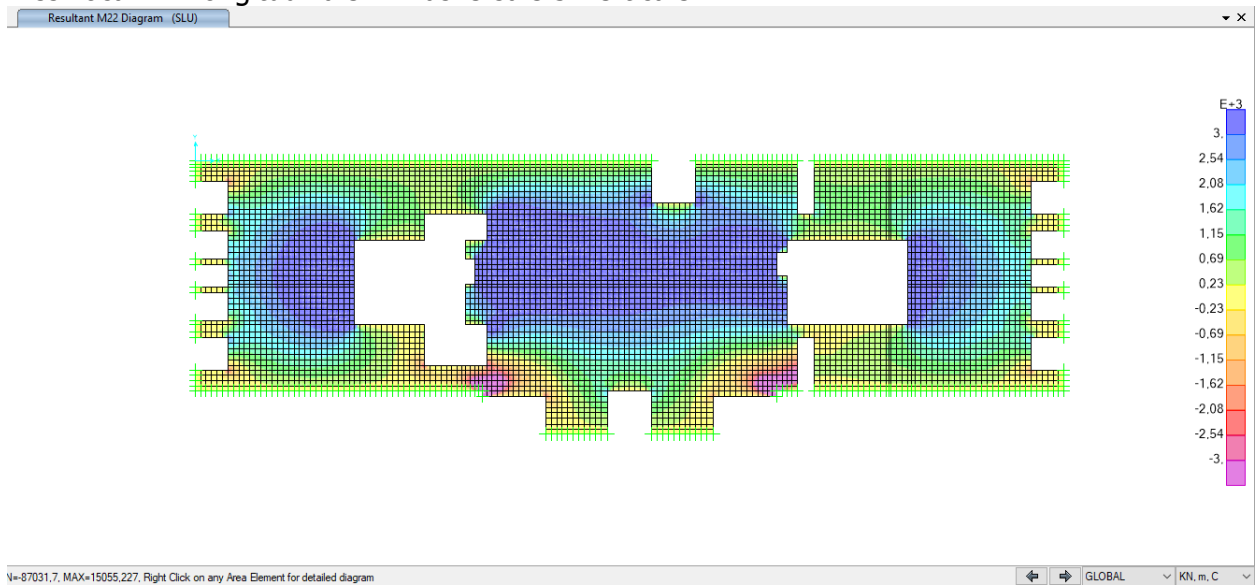 Resultant M22 Diagram (SLU)
E+3
3,
2.54
2.08
1.62
1.15
0.69
0.23
-0.23
-0.69
-1.15
-1.62
-2.08
-2.54
-3,
N=-87031,7, MAX=15055,227, Right Click on any Area Element for detailed diagram
GLOBAL
KN, m, C